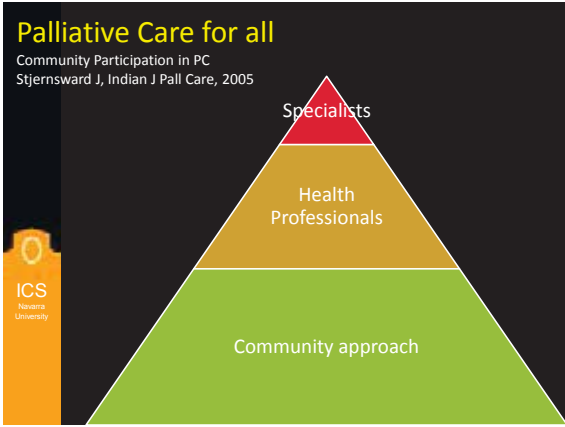 Palliative Care for all
Community Participation in PC
Stjernsward J, Indian J Pall Care, 2005
Specialists
Health
Professionals
Community approach
ICS
Navarra
University